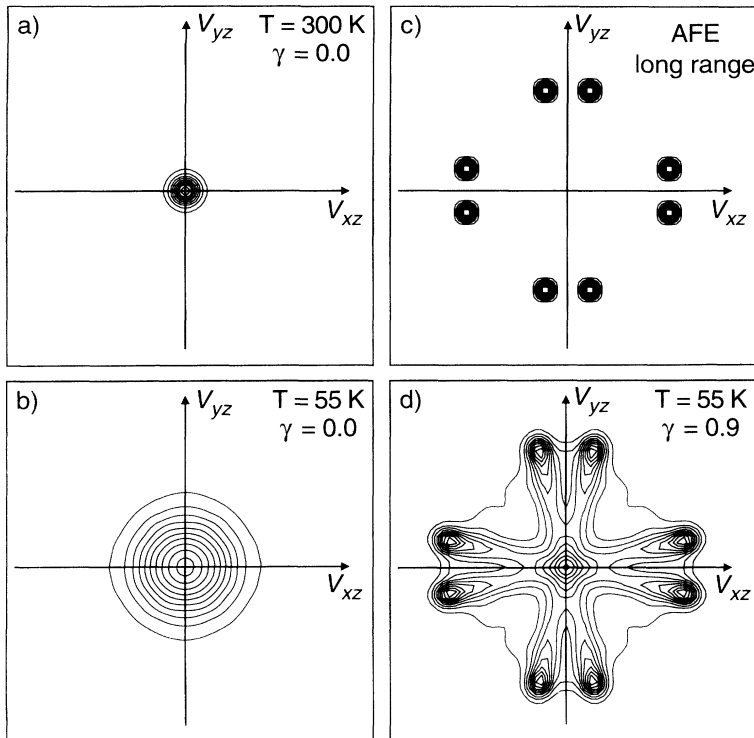 a)
V_yz
T = 300 K
γ = 0.0
V_xz
c)
V_yz
AFE
long range
V_xz
b)
V_yz
T = 55 K
γ = 0.0
V_xz
d)
V_yz
T = 55 K
γ = 0.9
V_xz